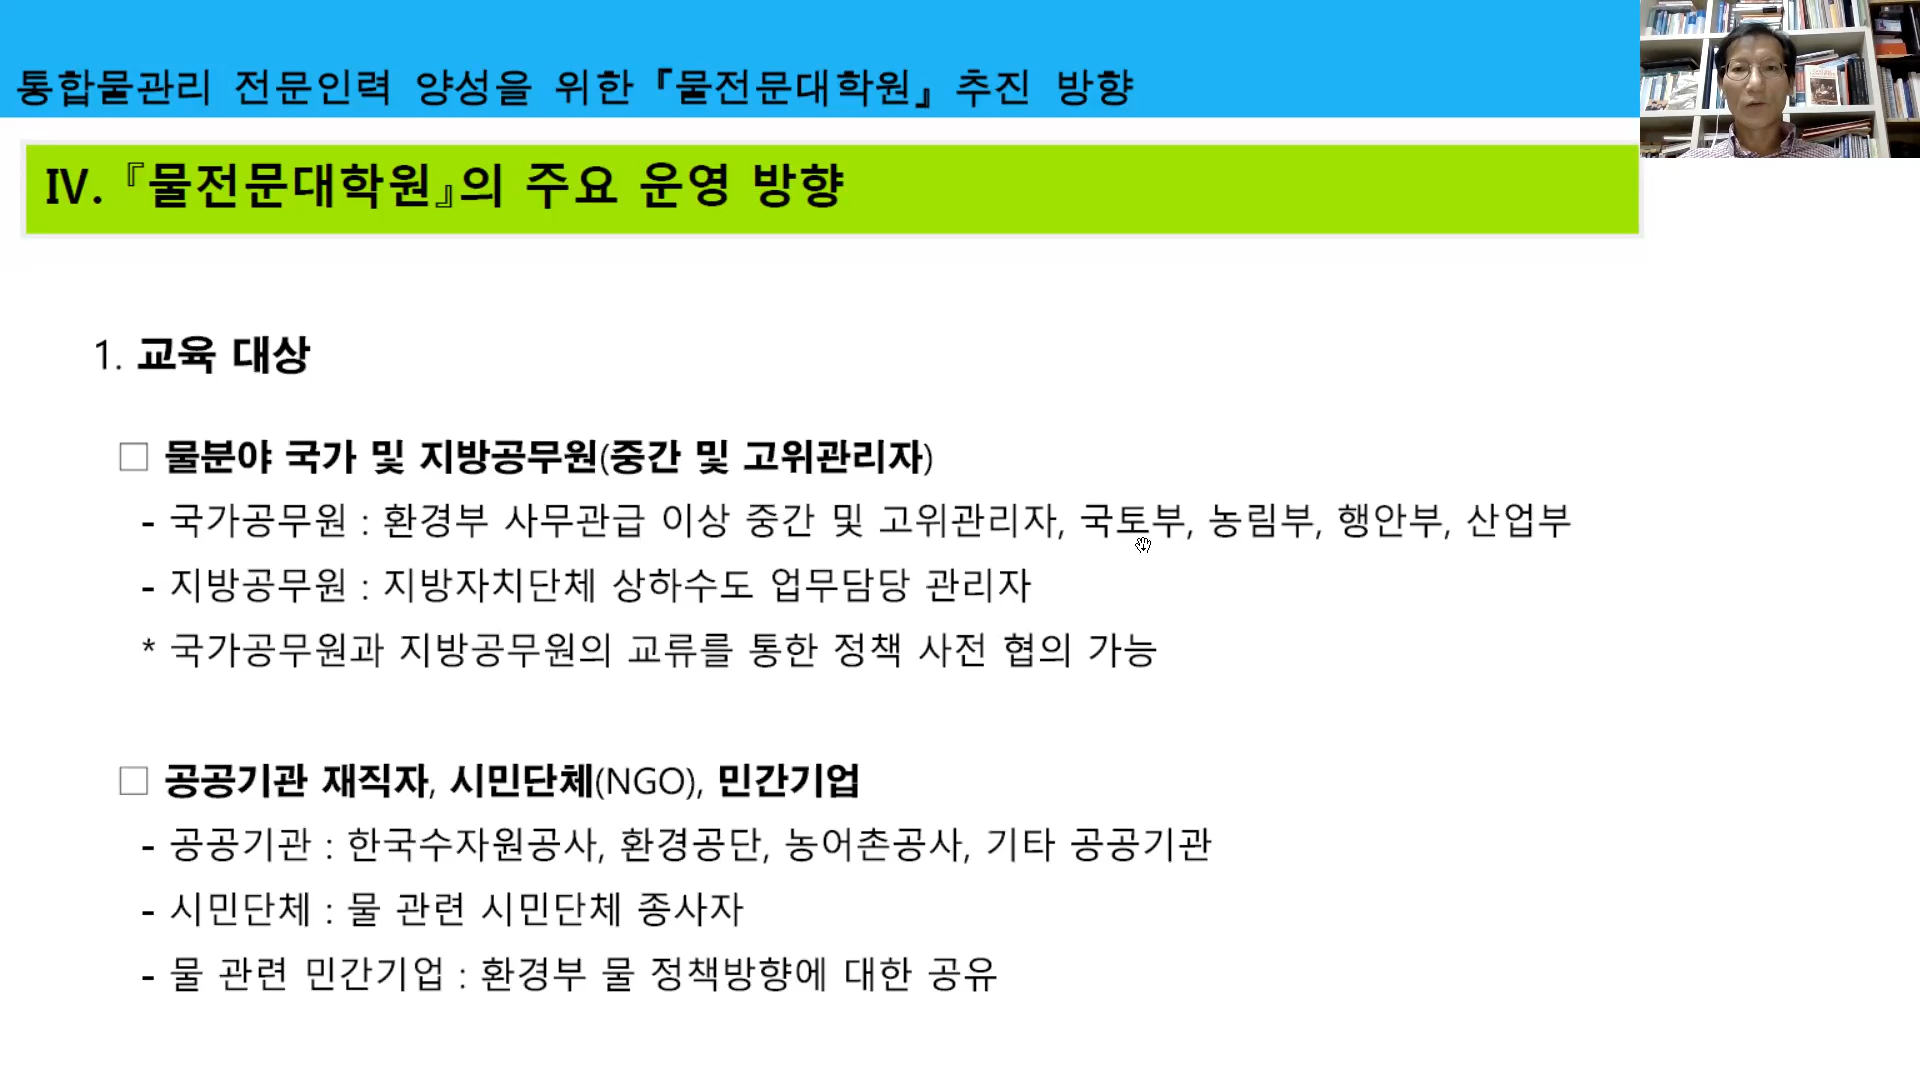 통합물관리 전문인력 양성을 위한『물전문대학원』추진 방향
Ⅳ. 『물전문대학원』의 주요 운영 방향
1. 교육 대상
□ 물분야 국가 및 지방공무원(중간 및 고위관리자)
- 국가공무원 : 환경부 사무관급 이상 중간 및 고위관리자, 국토부, 농림부, 행안부, 산업부
- 지방공무원 : 지방자치단체 상하수도 업무담당 관리자
* 국가공무원과 지방공무원의 교류를 통한 정책 사전 협의 가능
□ 공공기관 재직자, 시민단체(NGO), 민간기업
- 공공기관 : 한국수자원공사, 환경공단, 농어촌공사, 기타 공공기관
- 시민단체 : 물 관련 시민단체 종사자
- 물 관련 민간기업 : 환경부 물 정책방향에 대한 공유